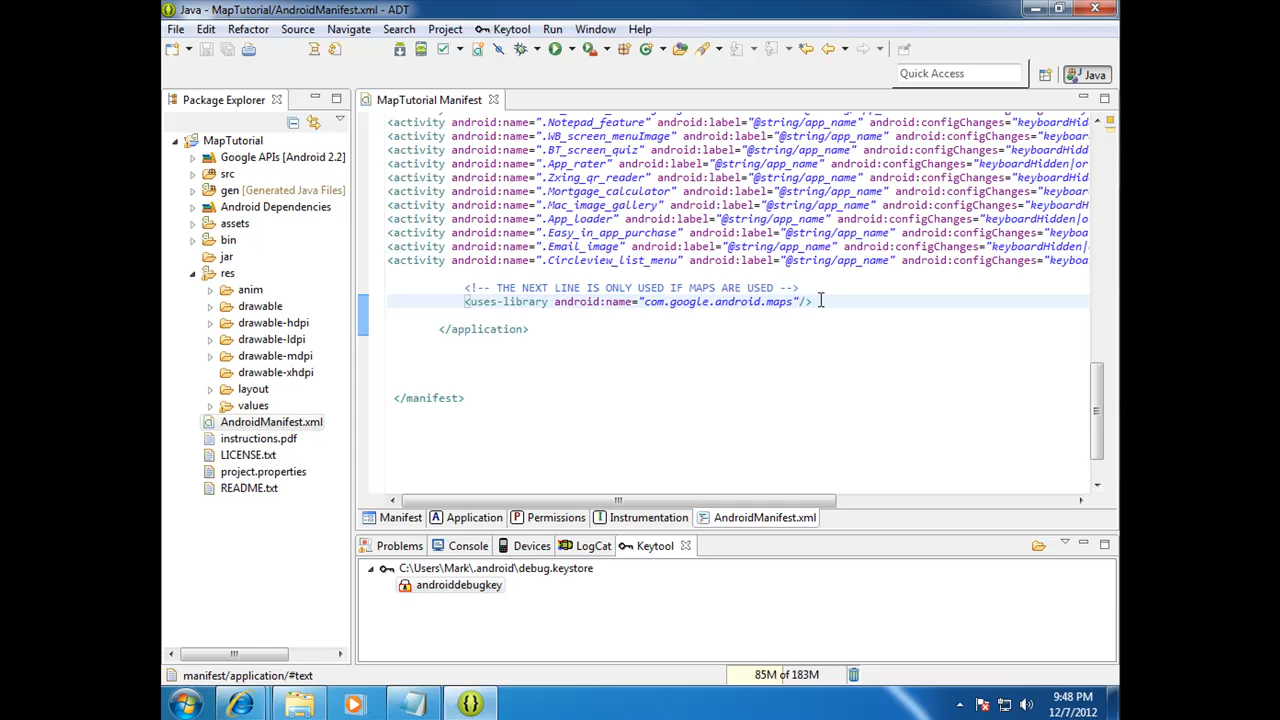 Java - MapTutorial/AndroidManifest.xml - ADT
File Edit Refactor Source Navigate Search Project Keytool Run Window Help
Quick Access
Java
Package Explorer
MapTutorial
Google APIs [Android 2.2]
src
gen [Generated Java Files]
Android Dependencies
assets
bin
jar
res
anim
drawable
drawable-hdpi
drawable-ldpi
drawable-mdpi
drawable-xhdpi
layout
values
AndroidManifest.xml
instructions.pdf
LICENSE.txt
project.properties
README.txt
MapTutorial Manifest
<activity android:name=".Notepad_feature" android:label="@string/app_name" android:configChanges="keyboardHid
<activity android:name=".WB_screen_menuImage" android:label="@string/app_name" android:configChanges="keyboar
<activity android:name=".BT_screen_quiz" android:label="@string/app_name" android:configChanges="keyboardHidd
<activity android:name=".App_rater" android:label="@string/app_name" android:configChanges="keyboardHidden|or
<activity android:name=".Zxing_qr_reader" android:label="@string/app_name" android:configChanges="keyboardHid
<activity android:name=".Mortgage_calculator" android:label="@string/app_name" android:configChanges="keyboar
<activity android:name=".Mac_image_gallery" android:label="@string/app_name" android:configChanges="keyboardH
<activity android:name=".App_loader" android:label="@string/app_name" android:configChanges="keyboardHidden|o
<activity android:name=".Easy_in_app_purchase" android:label="@string/app_name" android:configChanges="keyboa
<activity android:name=".Email_image" android:label="@string/app_name" android:configChanges="keyboardHidden|
<activity android:name=".Circleview_list_menu" android:label="@string/app_name" android:configChanges="keyboa
<!-- THE NEXT LINE IS ONLY USED IF MAPS ARE USED -->
<uses-library android:name="com.google.android.maps"/>
</application>
</manifest>
Manifest Application Permissions Instrumentation AndroidManifest.xml
Problems Console Devices LogCat Keytool
C:\Users\Mark\.android\debug.keystore
androiddebugkey
manifest/application/#text
85M of 183M
9:48 PM
12/7/2012